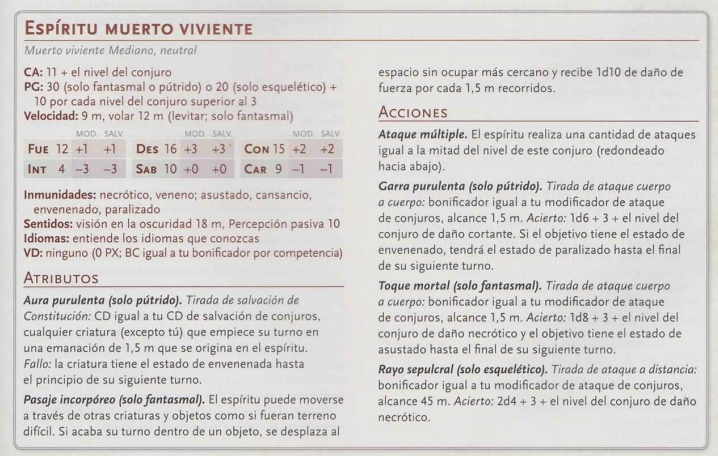 Espíritu muerto viviente
Muerto viviente Mediano, neutral
CA: 11 + el nivel del conjuro
PG: 30 (solo fantasmal o pútrido) o 20 (solo esquelético) +
10 por cada nivel del conjuro superior al 3
Velocidad: 9 m, volar 12 m (levitar; solo fantasmal)
MOD. SALV. MOD. SALV. MOD. SALV.
Fue 12 +1 +1 Des 16 +3 +3 Con 15 +2 +2
Int 4 −3 −3 Sab 10 +0 +0 Car 9 −1 −1
Inmunidades: necrótico, veneno; asustado, cansancio,
envenenado, paralizado
Sentidos: visión en la oscuridad 18 m, Percepción pasiva 10
Idiomas: entiende los idiomas que conozcas
VD: ninguno (0 PX; BC igual a tu bonificador por competencia)
Atributos
Aura purulenta (solo pútrido). Tirada de salvación de
Constitución: CD igual a tu CD de salvación de conjuros,
cualquier criatura (excepto tú) que empiece su turno en
una emanación de 1,5 m que se origina en el espíritu.
Fallo: la criatura tiene el estado de envenenada hasta
el principio de su siguiente turno.
Pasaje incorpóreo (solo fantasmal). El espíritu puede moverse
a través de otras criaturas y objetos como si fueran terreno
difícil. Si acaba su turno dentro de un objeto, se desplaza al
espacio sin ocupar más cercano y recibe 1d10 de daño de
fuerza por cada 1,5 m recorridos.
Acciones
Ataque múltiple. El espíritu realiza una cantidad de ataques
igual a la mitad del nivel de este conjuro (redondeado
hacia abajo).
Garra purulenta (solo pútrido). Tirada de ataque cuerpo
a cuerpo: bonificador igual a tu modificador de ataque
de conjuros, alcance 1,5 m. Acierto: 1d6 + 3 + el nivel del
conjuro de daño cortante. Si el objetivo tiene el estado de
envenenado, tendrá el estado de paralizado hasta el final
de su siguiente turno.
Toque mortal (solo fantasmal). Tirada de ataque cuerpo
a cuerpo: bonificador igual a tu modificador de ataque
de conjuros, alcance 1,5 m. Acierto: 1d8 + 3 + el nivel del
conjuro de daño necrótico y el objetivo tiene el estado de
asustado hasta el final de su siguiente turno.
Rayo sepulcral (solo esquelético). Tirada de ataque a distancia:
bonificador igual a tu modificador de ataque de conjuros,
alcance 45 m. Acierto: 2d4 + 3 + el nivel del conjuro de daño
necrótico.